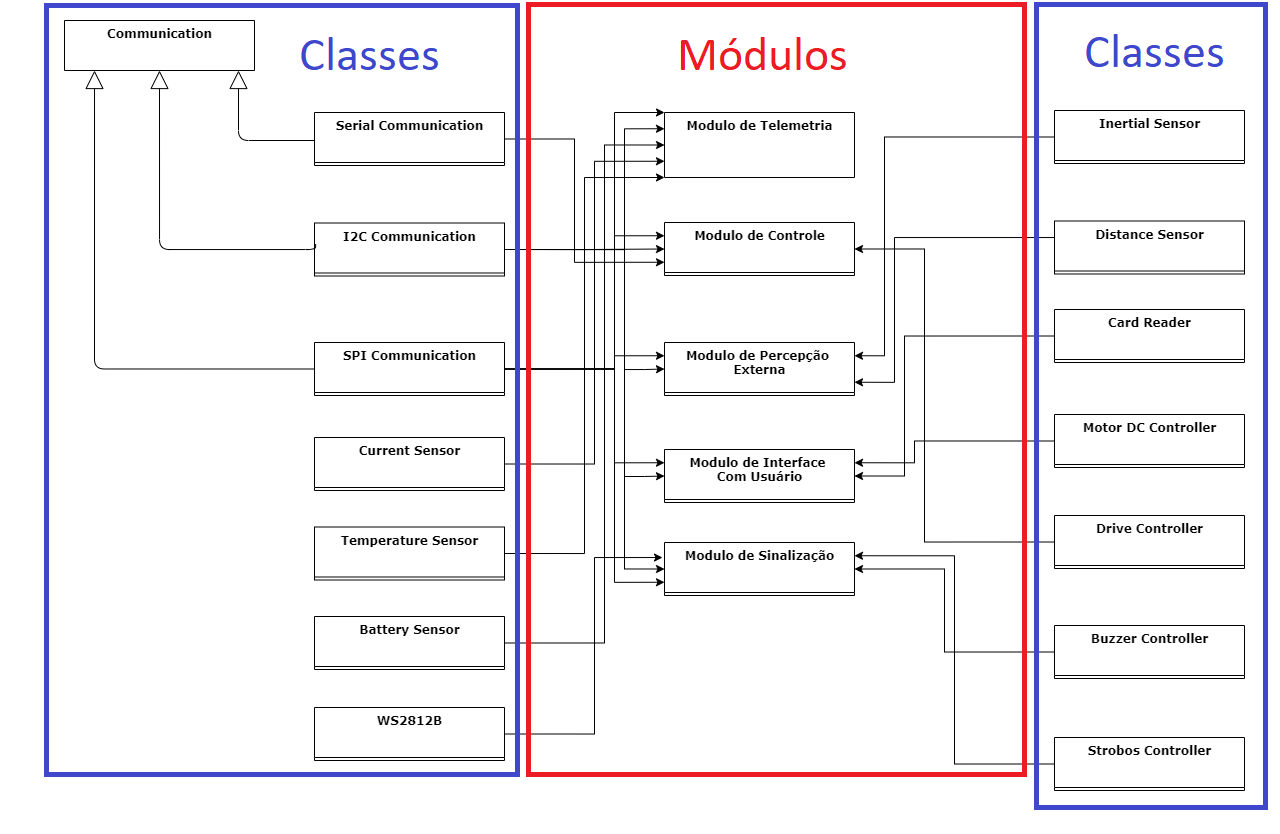 Communication
Classes
Serial Communication
I2C Communication
SPI Communication
Current Sensor
Temperature Sensor
Battery Sensor
WS2812B
Módulos
Modulo de Telemetria
Modulo de Controle
Modulo de Percepção
Externa
Modulo de Interface
Com Usuário
Modulo de Sinalização
Classes
Inertial Sensor
Distance Sensor
Card Reader
Motor DC Controller
Drive Controller
Buzzer Controller
Strobos Controller